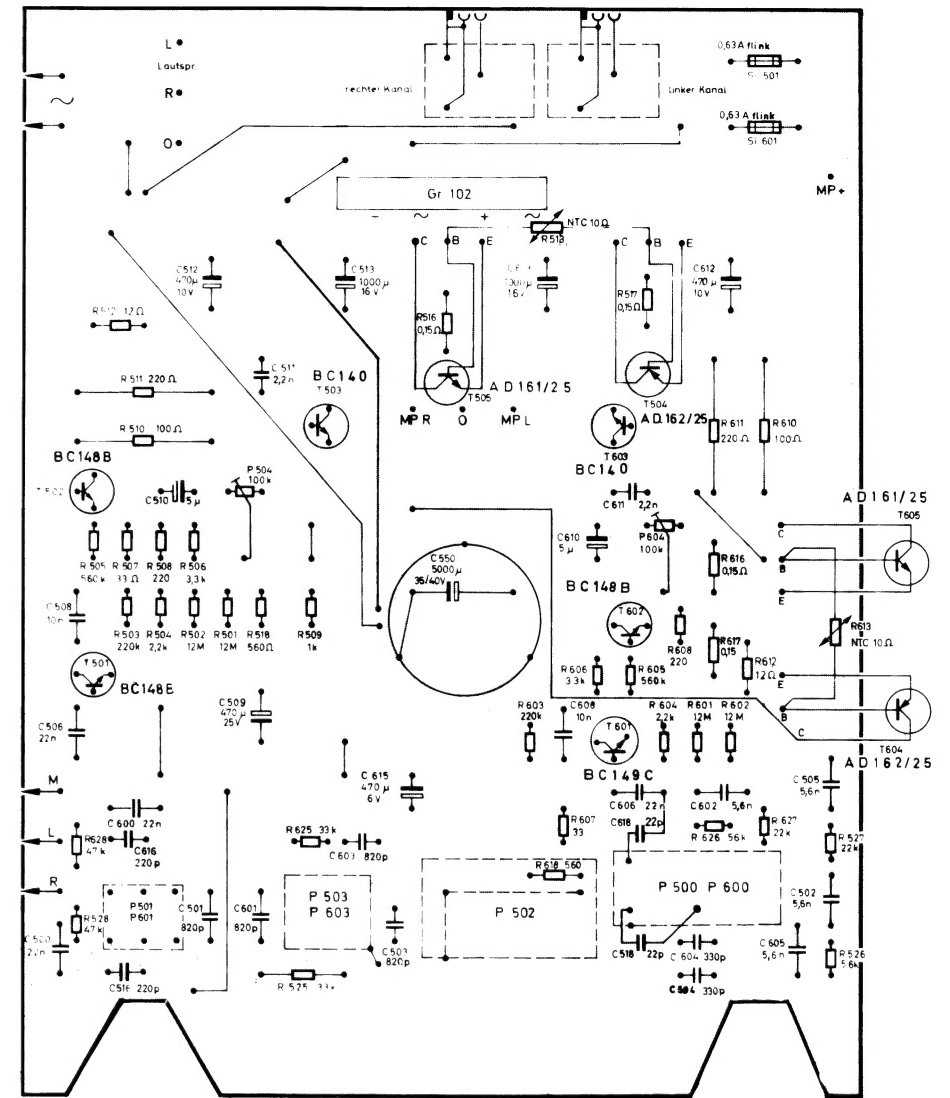 L
Lautspr.
R
O
rechter Kanal
linker Kanal
0,63A flink
Si 501
0,63 A flink
Si 601
MP+
Gr 102
- ~ + ~
NTC 10Ω
R513
C B E
C B E
C512
470µ
10V
C513
1000µ
16V
1000µ
16V
C612
470µ
10V
R516
0,15Ω
R517
0,15Ω
R512 12Ω
C511
2,2n
BC140
T503
R511 220Ω
R510 100Ω
T505
AD161/25
T504
AD162/25
MPR O MPL
T603
BC140
R611
220Ω
R610
100Ω
BC148B
T502
C510 5µ
P504
100k
C611 2,2n
C610
5µ
P604
100k
AD161/25
T605
C
B
E
R505
560k
R507
33Ω
R508
220
R506
3,3k
C550
5000µ
35/40V
R616
0,15Ω
BC148B
T602
C508
10n
R503
220k
R504
2,2k
R502
12M
R501
12M
R518
560Ω
R509
1k
R608
220
R617
0,15
R612
12Ω
R613
NTC 10Ω
T501
BC148E
R606
33k
R605
560k
E
B
C
T604
AD162/25
C506
22n
C509
470µ
25V
R603
220k
C608
10n
T601
BC149C
R604
2,2k
R601
12M
R602
12M
M
L
R
C615
470µ
6V
C505
5,6n
C600 22n
C616
220p
R628
47k
R625 33k
C603 820p
R607
33
C606 22n
C618 22p
C602 5,6n
R626 56k
R627
22k
R527
22k
R618 560
P501
P601
C501
820p
C601
820p
P503
P603
P502
P500 P600
C502
5,6n
R528
47k
C500
22n
C503
820p
C518 22p
C604 330p
C605
5,6n
R526
5,6k
C516 220p
R525 33k
C504 330p